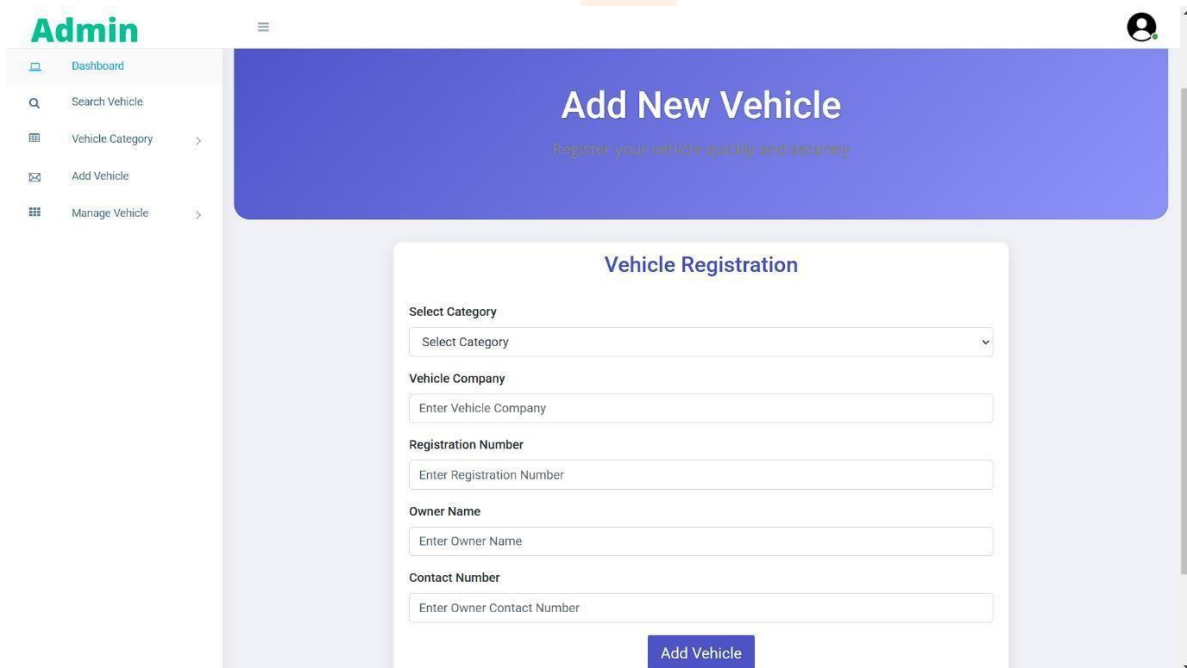 Admin
Dashboard
Search Vehicle
Vehicle Category
Add Vehicle
Manage Vehicle
Add New Vehicle
Register your vehicle quickly and securely
Vehicle Registration
Select Category
Select Category
Vehicle Company
Enter Vehicle Company
Registration Number
Enter Registration Number
Owner Name
Enter Owner Name
Contact Number
Enter Owner Contact Number
Add Vehicle